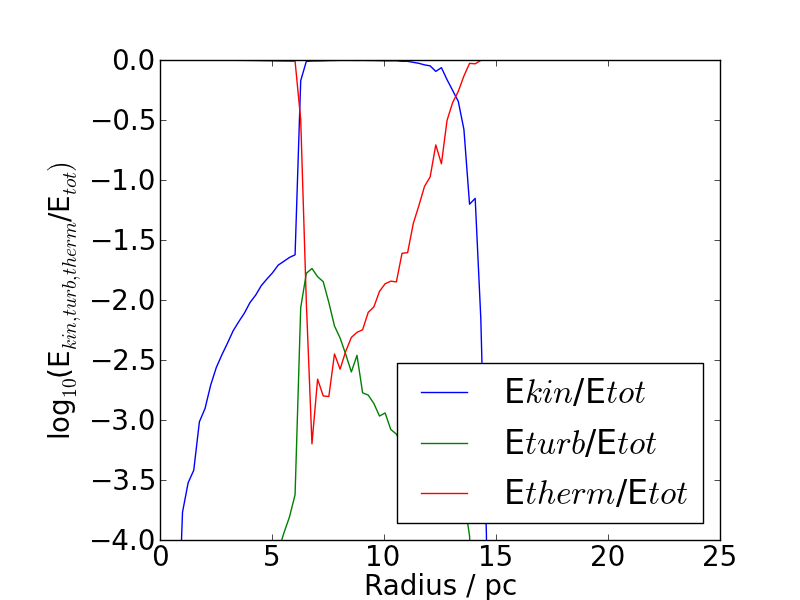 0.0
−0.5
−1.0
−1.5
−2.0
−2.5
−3.0
−3.5
−4.0
log10(Ekin,turb,therm/Etot)
Ekin/Etot
Eturb/Etot
Etherm/Etot
0 5 10 15 20 25
Radius / pc